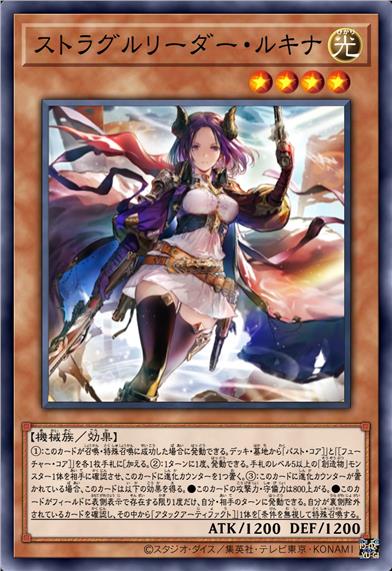 ストラグルリーダー・ルキナ
光
【機械族／効果】
①:このカードが召喚・特殊召喚に成功した場合に発動できる。デッキ・墓地から「パスト・コア」と「[フュー
チャー・コア」]を各1枚手札に[加える。②:1ターンに1度、発動できる。手札のレベル5以上の「創造物」モン
スター1体を相手に確認させ、このカードに進化カウンターを1つ置く。③:このカードに進化カウンターが
置かれている場合、このカードは以下の効果を得る。●このカードの攻撃力・守備力は800上がる。●このカ
ードがフィールドに表側表示で存在する限り1度だけ、自分・相手のターンに発動できる。自分が裏側除外
されたカードを確認し、その中から「アタックアーティファクト」]1体を[条件を無視して特殊召喚する。
ATK/1200 DEF/1200
©スタジオ・ダイス／集英社・テレビ東京・KONAMI